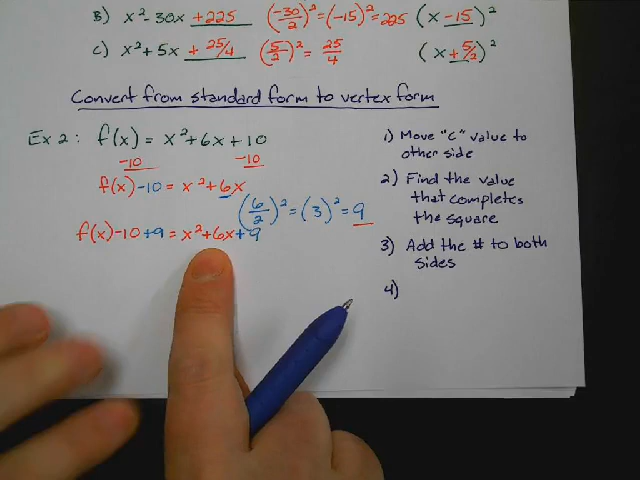 B) x² - 30x + 225 (-30/2)² = (-15)² = 225 (x - 15)²
c) x² + 5x + 25/4 (5/2)² = 25/4 (x + 5/2)²
Convert from standard form to vertex form
Ex 2: f(x) = x² + 6x + 10
-10 -10
f(x) - 10 = x² + 6x
(6/2)² = (3)² = 9
f(x) - 10 + 9 = x² + 6x + 9
1) Move "c" value to
other side
2) Find the value
that completes
the square
3) Add the # to both
sides
4)